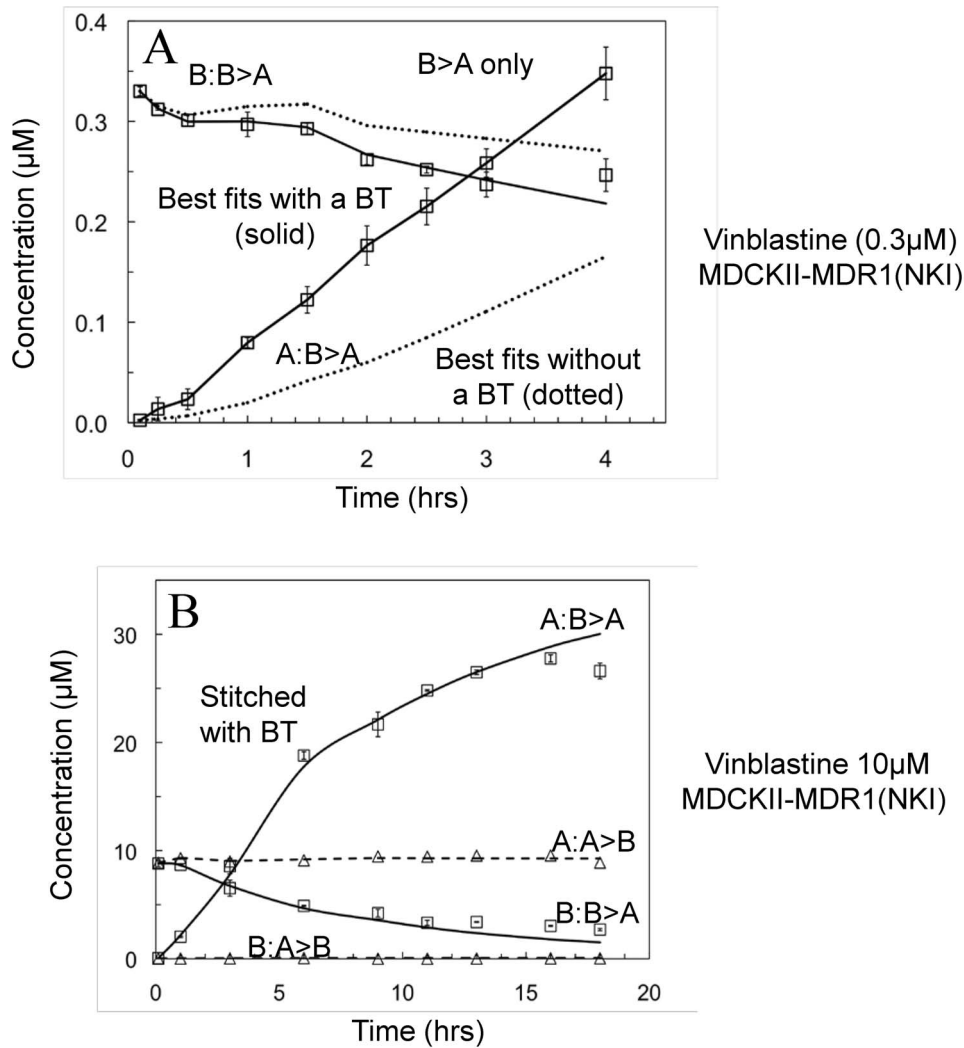 A
B:B>A
B>A only
Best fits with a BT
(solid)
A:B>A
Best fits without
a BT (dotted)
Concentration (µM)
0.4
0.3
0.2
0.1
0.0
0
1
2
3
4
Time (hrs)
Vinblastine (0.3µM)
MDCKII-MDR1(NKI)
B
A:B>A
Stitched
with BT
A:A>B
B:B>A
B:A>B
Concentration (µM)
30
20
10
0
0
5
10
15
20
Time (hrs)
Vinblastine 10µM
MDCKII-MDR1(NKI)